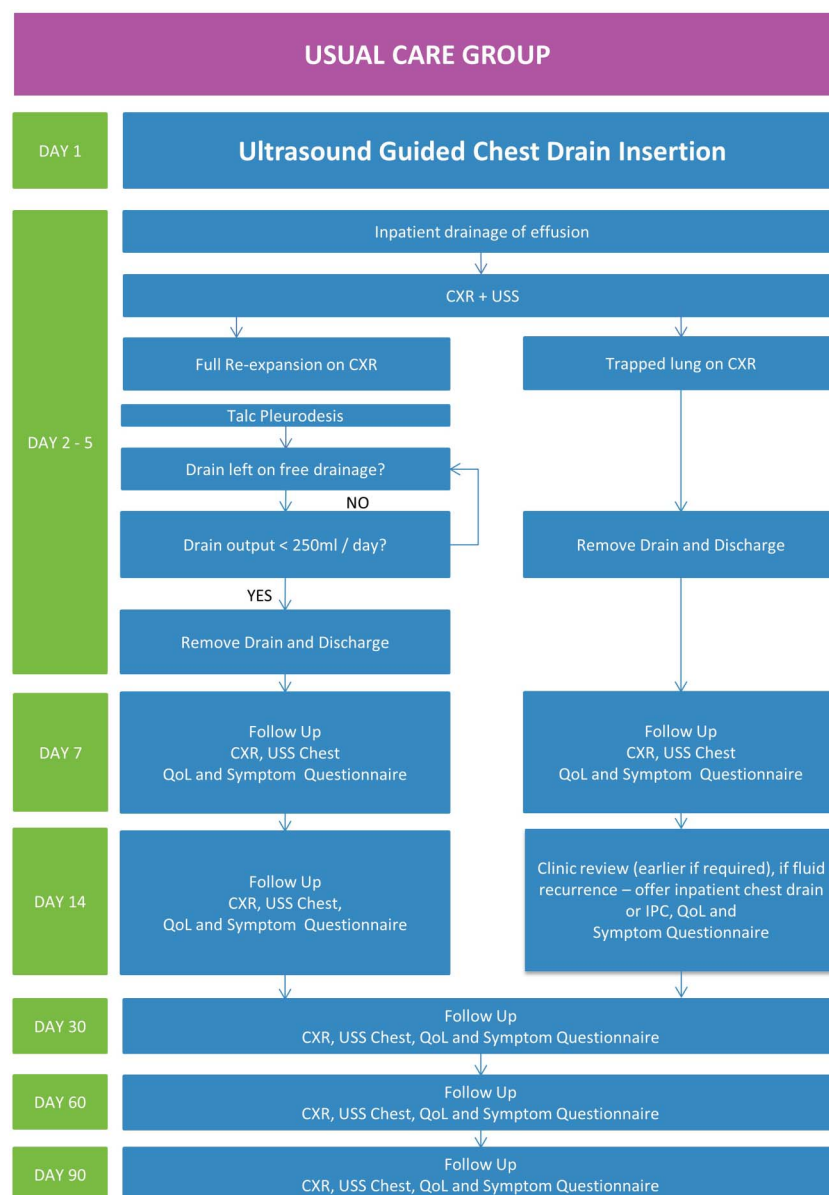 USUAL CARE GROUP
DAY 1
Ultrasound Guided Chest Drain Insertion
DAY 2 - 5
Inpatient drainage of effusion
CXR + USS
Full Re-expansion on CXR
Trapped lung on CXR
Talc Pleurodesis
Drain left on free drainage?
NO
Drain output < 250ml / day?
Remove Drain and Discharge
YES
Remove Drain and Discharge
DAY 7
Follow Up
CXR, USS Chest
QoL and Symptom Questionnaire
Follow Up
CXR, USS Chest
QoL and Symptom Questionnaire
DAY 14
Follow Up
CXR, USS Chest,
QoL and Symptom Questionnaire
Clinic review (earlier if required), if fluid
recurrence – offer inpatient chest drain
or IPC, QoL and
Symptom Questionnaire
DAY 30
Follow Up
CXR, USS Chest, QoL and Symptom Questionnaire
DAY 60
Follow Up
CXR, USS Chest, QoL and Symptom Questionnaire
DAY 90
Follow Up
CXR, USS Chest, QoL and Symptom Questionnaire